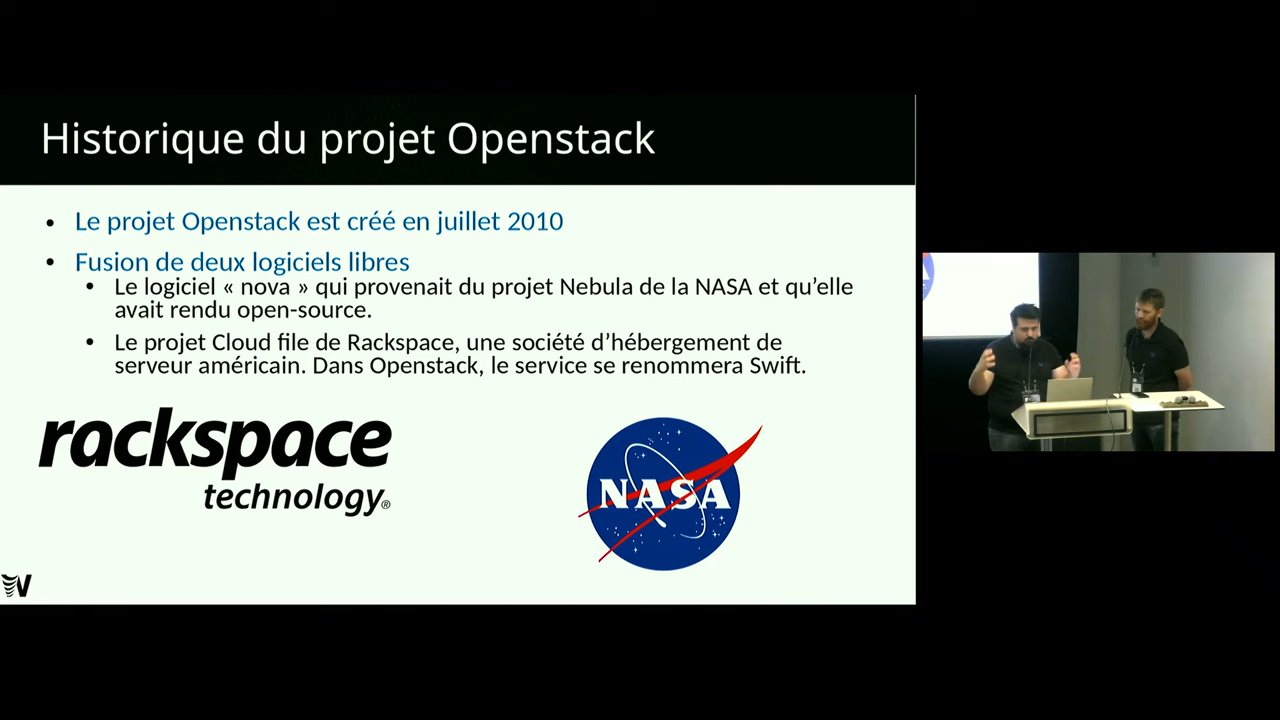 Historique du projet Openstack
• Le projet Openstack est créé en juillet 2010
• Fusion de deux logiciels libres
• Le logiciel « nova » qui provenait du projet Nebula de la NASA et qu’elle
avait rendu open-source.
• Le projet Cloud file de Rackspace, une société d’hébergement de
serveur américain. Dans Openstack, le service se renommera Swift.
rackspace
technology®
NASA